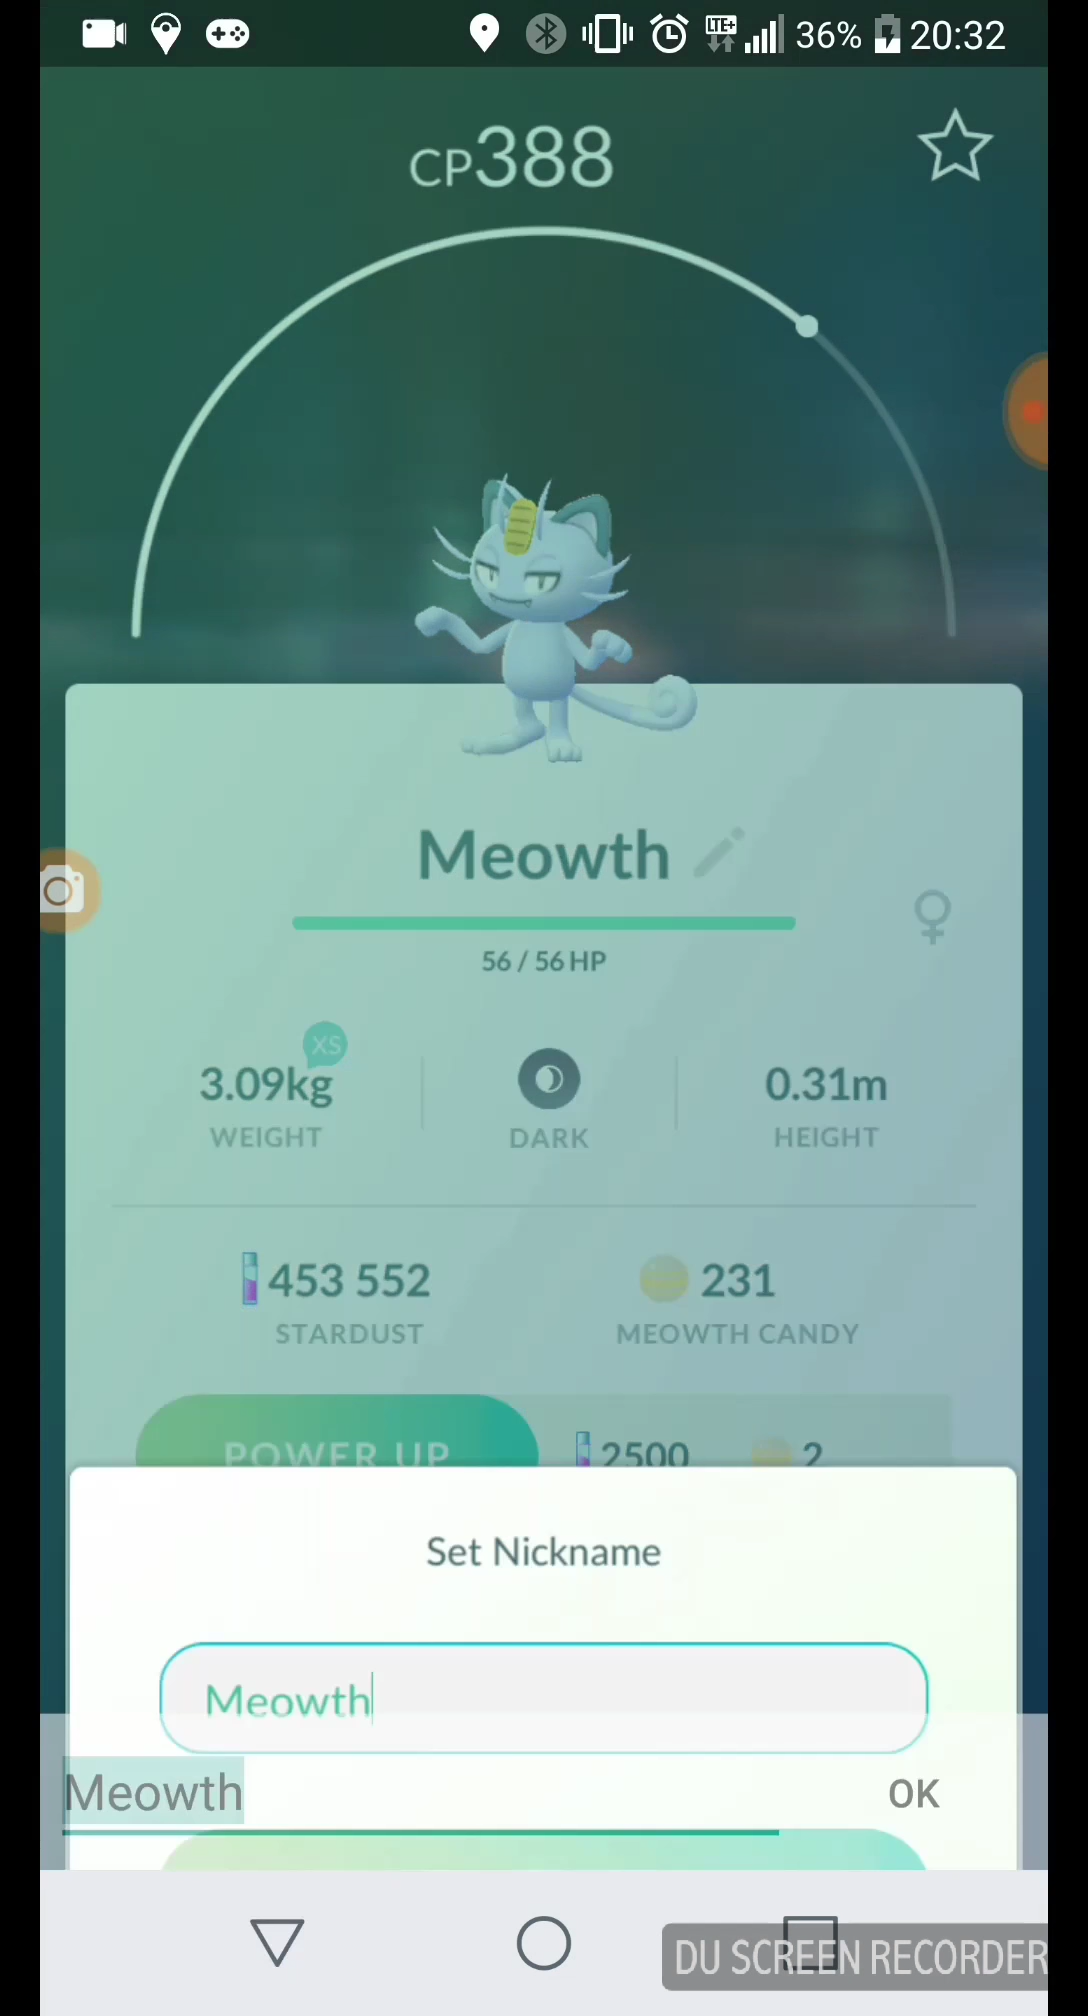 LTE+ 36% 20:32
CP388
Meowth
56 / 56 HP
XS
3.09kg
WEIGHT
DARK
0.31m
HEIGHT
453 552
STARDUST
231
MEOWTH CANDY
POWER UP 2500 2
Set Nickname
Meowth
Meowth OK
DU SCREEN RECORDER